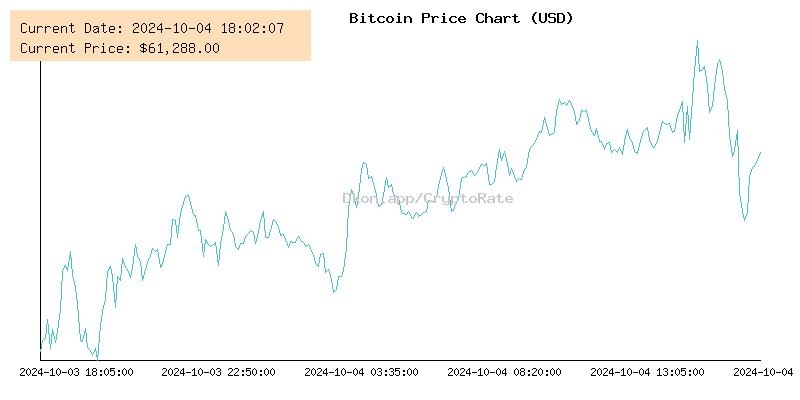 Bitcoin Price Chart (USD)
Current Date: 2024-10-04 18:02:07
Current Price: $61,288.00
Dkon.app/CryptoRate
2024-10-03 18:05:00 2024-10-03 22:50:00 2024-10-04 03:35:00 2024-10-04 08:20:00 2024-10-04 13:05:00 2024-10-04